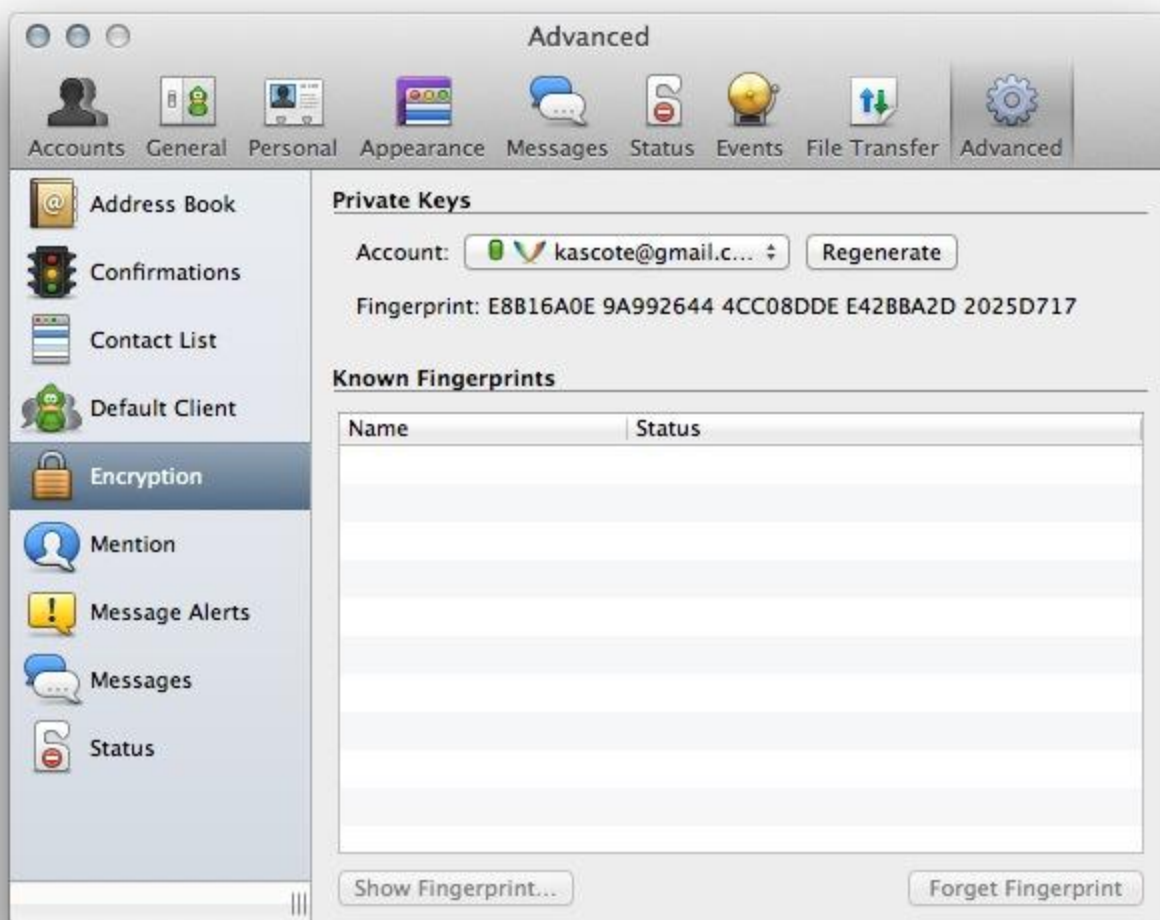 Advanced
Accounts General Personal Appearance Messages Status Events File Transfer Advanced
Address Book
Confirmations
Contact List
Default Client
Encryption
Mention
Message Alerts
Messages
Status
Private Keys
Account: kascote@gmail.c... Regenerate
Fingerprint: E8B16A0E 9A992644 4CC08DDE E42BBA2D 2025D717
Known Fingerprints
Name Status
Show Fingerprint... Forget Fingerprint